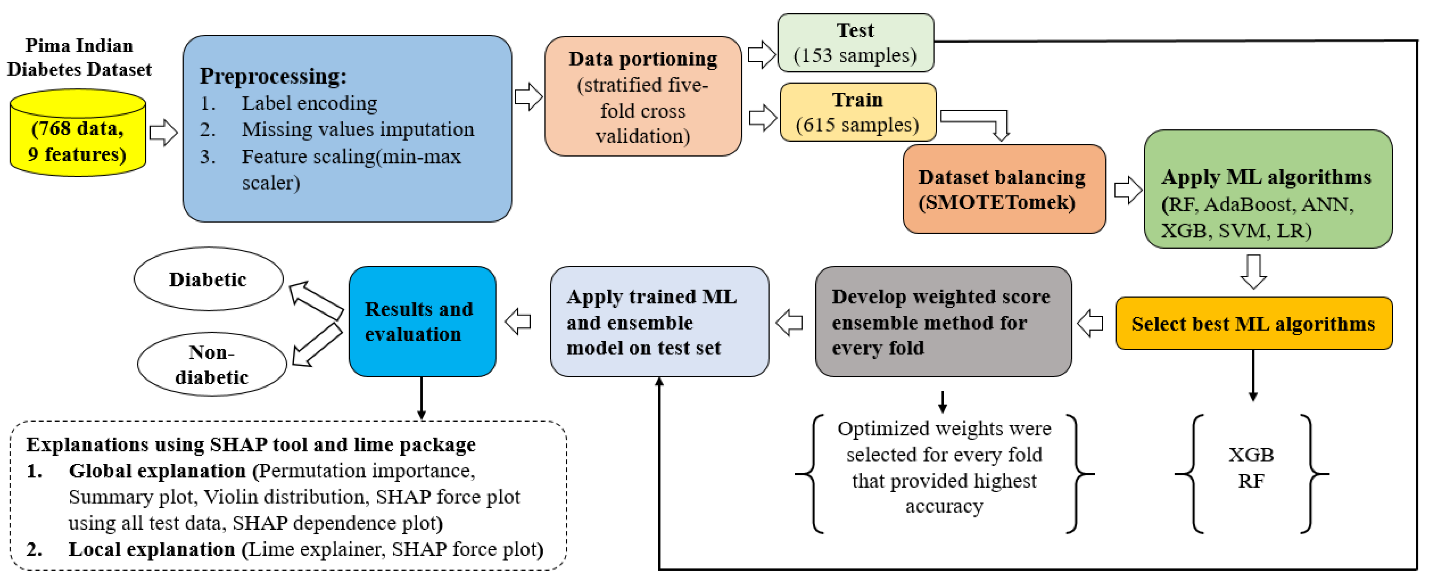 Pima Indian
Diabetes Dataset
(768 data,
9 features)
Preprocessing:
1. Label encoding
2. Missing values imputation
3. Feature scaling(min-max
scaler)
Data portioning
(stratified five-
fold cross
validation)
Test
(153 samples)
Train
(615 samples)
Dataset balancing
(SMOTETomek)
Apply ML algorithms
(RF, AdaBoost, ANN,
XGB, SVM, LR)
Select best ML algorithms
XGB
RF
Develop weighted score
ensemble method for
every fold
Optimized weights were
selected for every fold
that provided highest
accuracy
Apply trained ML
and ensemble
model on test set
Results and
evaluation
Diabetic
Non-
diabetic
Explanations using SHAP tool and lime package
1. Global explanation (Permutation importance,
Summary plot, Violin distribution, SHAP force plot
using all test data, SHAP dependence plot)
2. Local explanation (Lime explainer, SHAP force plot)